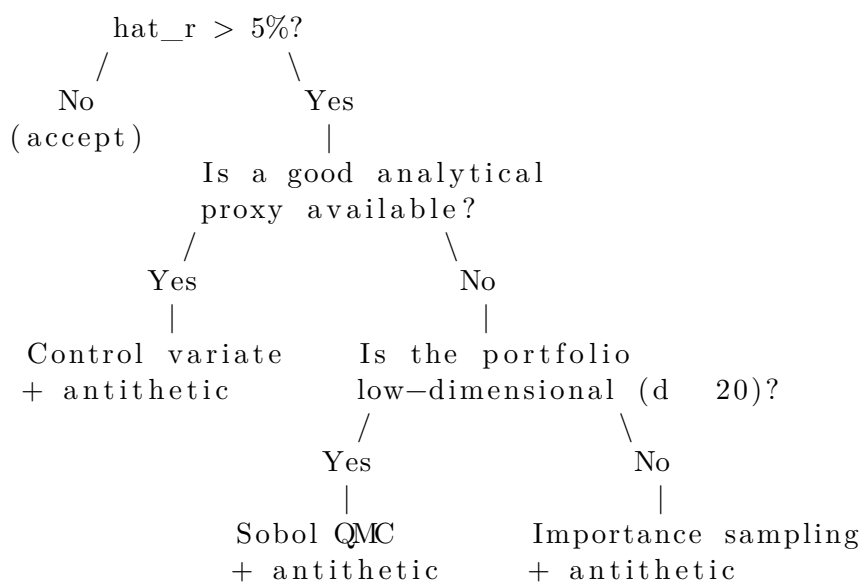 hat_r > 5%?
/ \
No Yes
(accept) |
Is a good analytical
proxy available?
/ \
Yes No
| |
Control variate Is the portfolio
+ antithetic low−dimensional (d 20)?
/ \
Yes No
| |
Sobol QMC Importance sampling
+ antithetic + antithetic